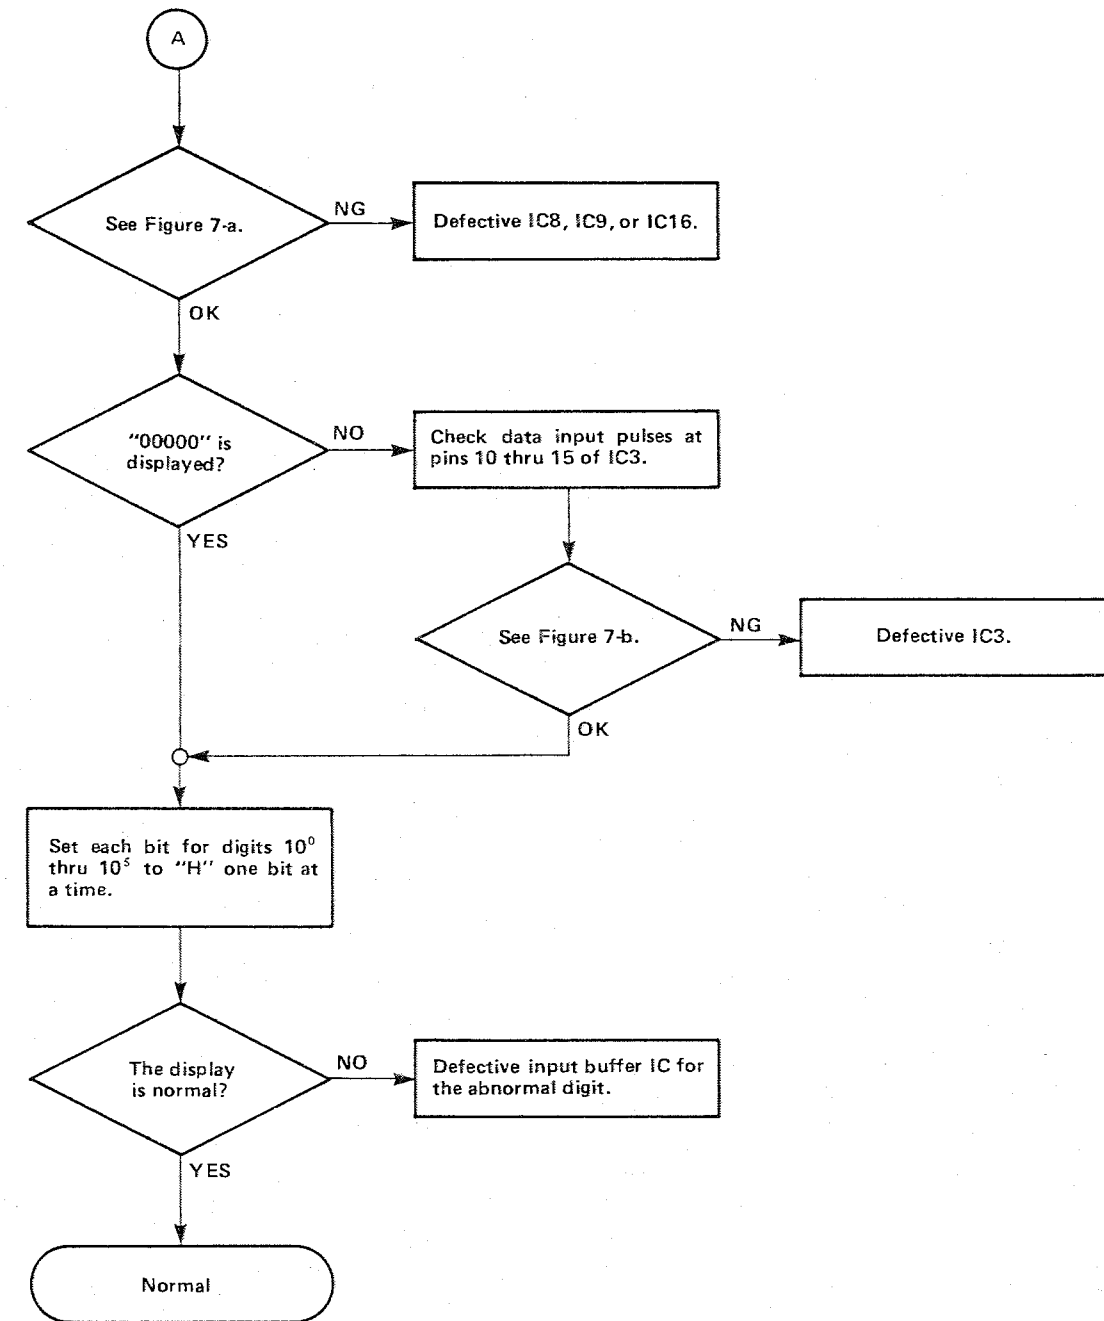 A
See Figure 7-a.
NG
Defective IC8, IC9, or IC16.
OK
"00000" is
displayed?
NO
Check data input pulses at
pins 10 thru 15 of IC3.
YES
See Figure 7-b.
NG
Defective IC3.
OK
Set each bit for digits 10⁰
thru 10⁵ to "H" one bit at
a time.
The display
is normal?
NO
Defective input buffer IC for
the abnormal digit.
YES
Normal